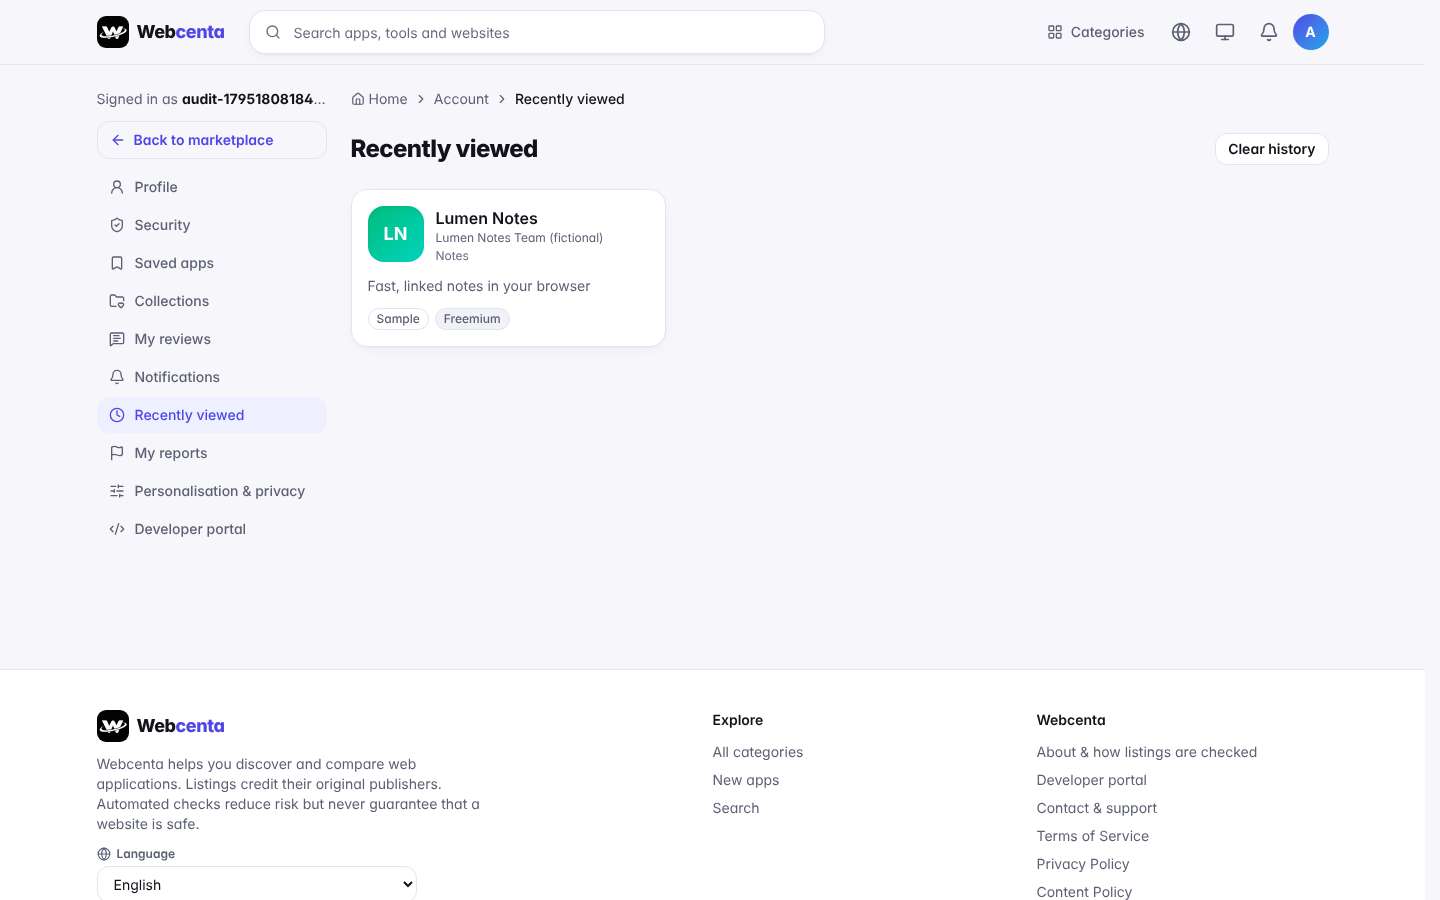 Webcenta
Search apps, tools and websites
Categories
A
Signed in as audit-17951808184...
Home > Account > Recently viewed
Back to marketplace
Recently viewed
Clear history
Profile
Security
Saved apps
Collections
My reviews
Notifications
Recently viewed
My reports
Personalisation & privacy
Developer portal
LN
Lumen Notes
Lumen Notes Team (fictional)
Notes
Fast, linked notes in your browser
Sample
Freemium
Webcenta
Webcenta helps you discover and compare web
applications. Listings credit their original publishers.
Automated checks reduce risk but never guarantee that a
website is safe.
Language
English
Explore
All categories
New apps
Search
Webcenta
About & how listings are checked
Developer portal
Contact & support
Terms of Service
Privacy Policy
Content Policy